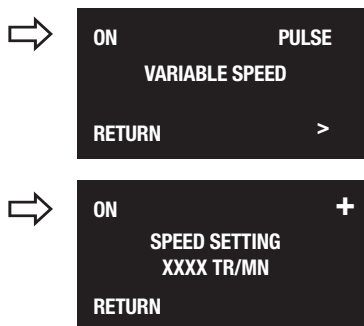 ON PULSE
VARIABLE SPEED
RETURN >
ON +
SPEED SETTING
XXXX TR/MN
RETURN